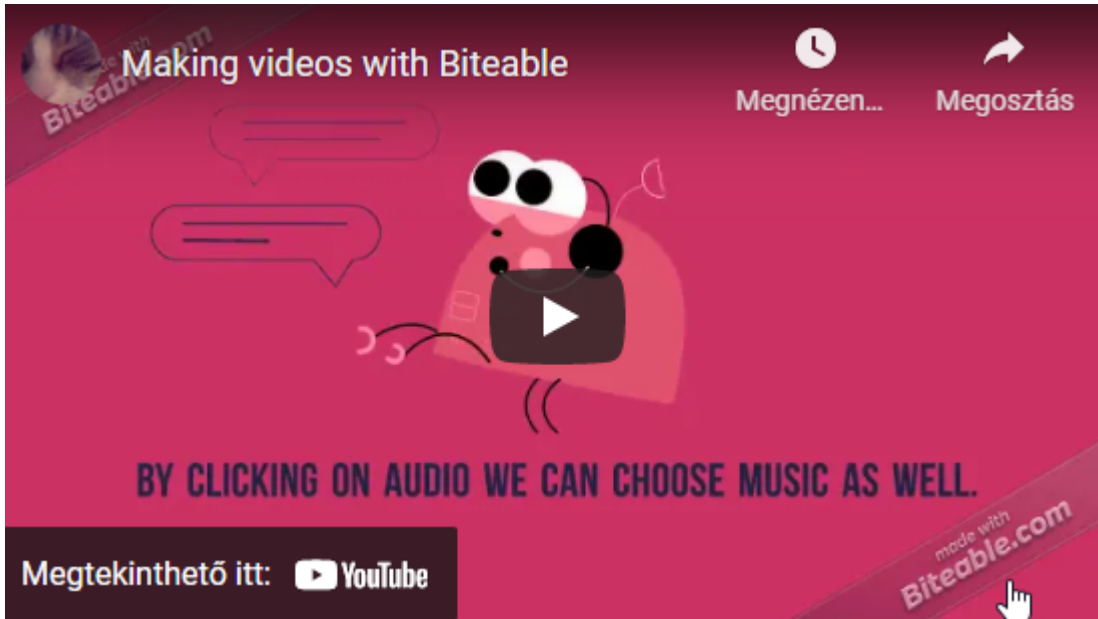 Making videos with Biteable
Megnézen...
Megosztás
made with
Biteable.com
BY CLICKING ON AUDIO WE CAN CHOOSE MUSIC AS WELL.
made with
Biteable.com
Megtekinthető itt: YouTube